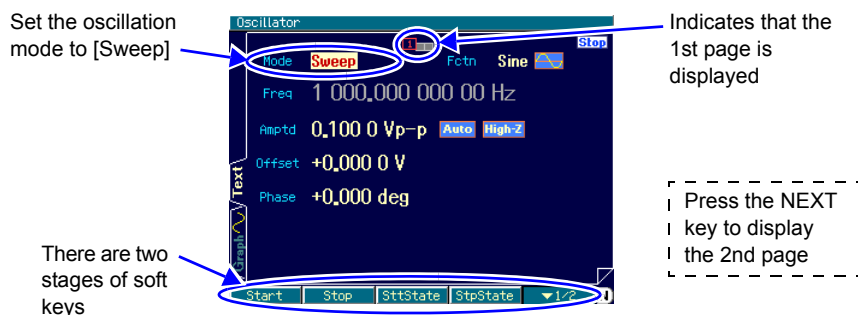 Set the oscillation
mode to [Sweep]
Indicates that the
1st page is
displayed
Oscillator
1
Stop
Mode Sweep Fctn Sine
Freq 1 000.000 000 00 Hz
Amptd 0.100 0 Vp-p Auto High-Z
Offset +0.000 0 V
Phase +0.000 deg
Text
Graph
Press the NEXT
key to display
the 2nd page
There are two
stages of soft
keys
Start Stop SttState StpState ▼1/2